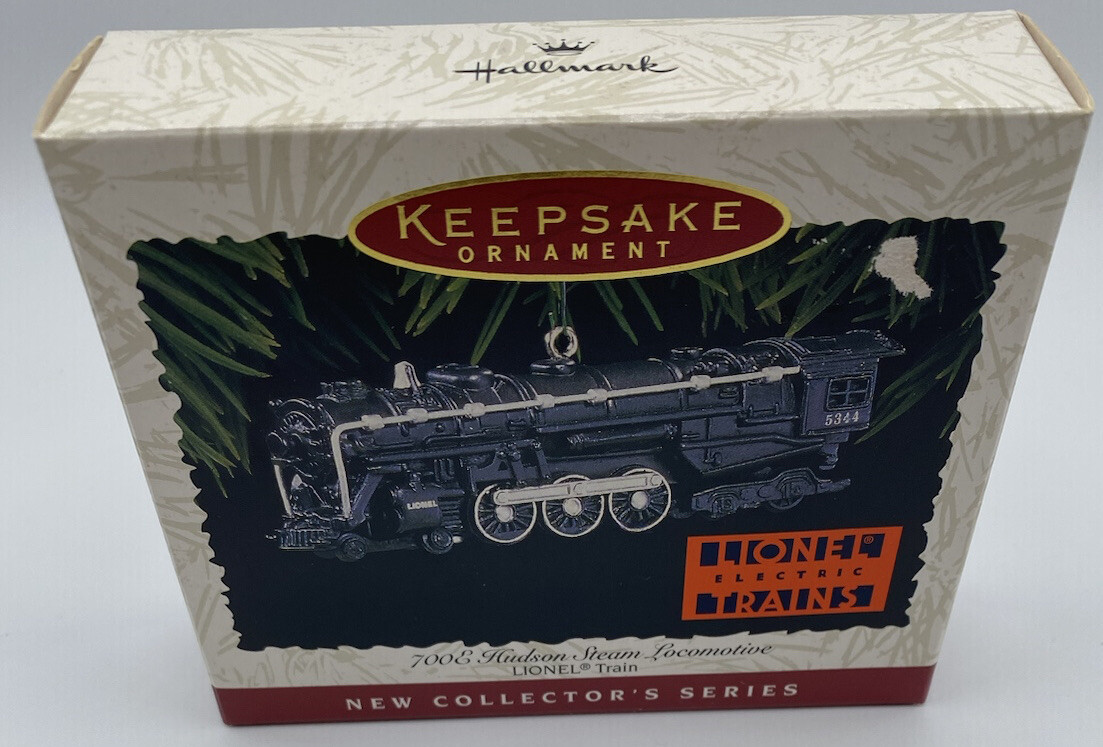 Hallmark
KEEPSAKE
ORNAMENT
5344
LIONEL
LIONEL®
ELECTRIC
TRAINS
700E Hudson Steam Locomotive
LIONEL® Train
NEW COLLECTOR'S SERIES